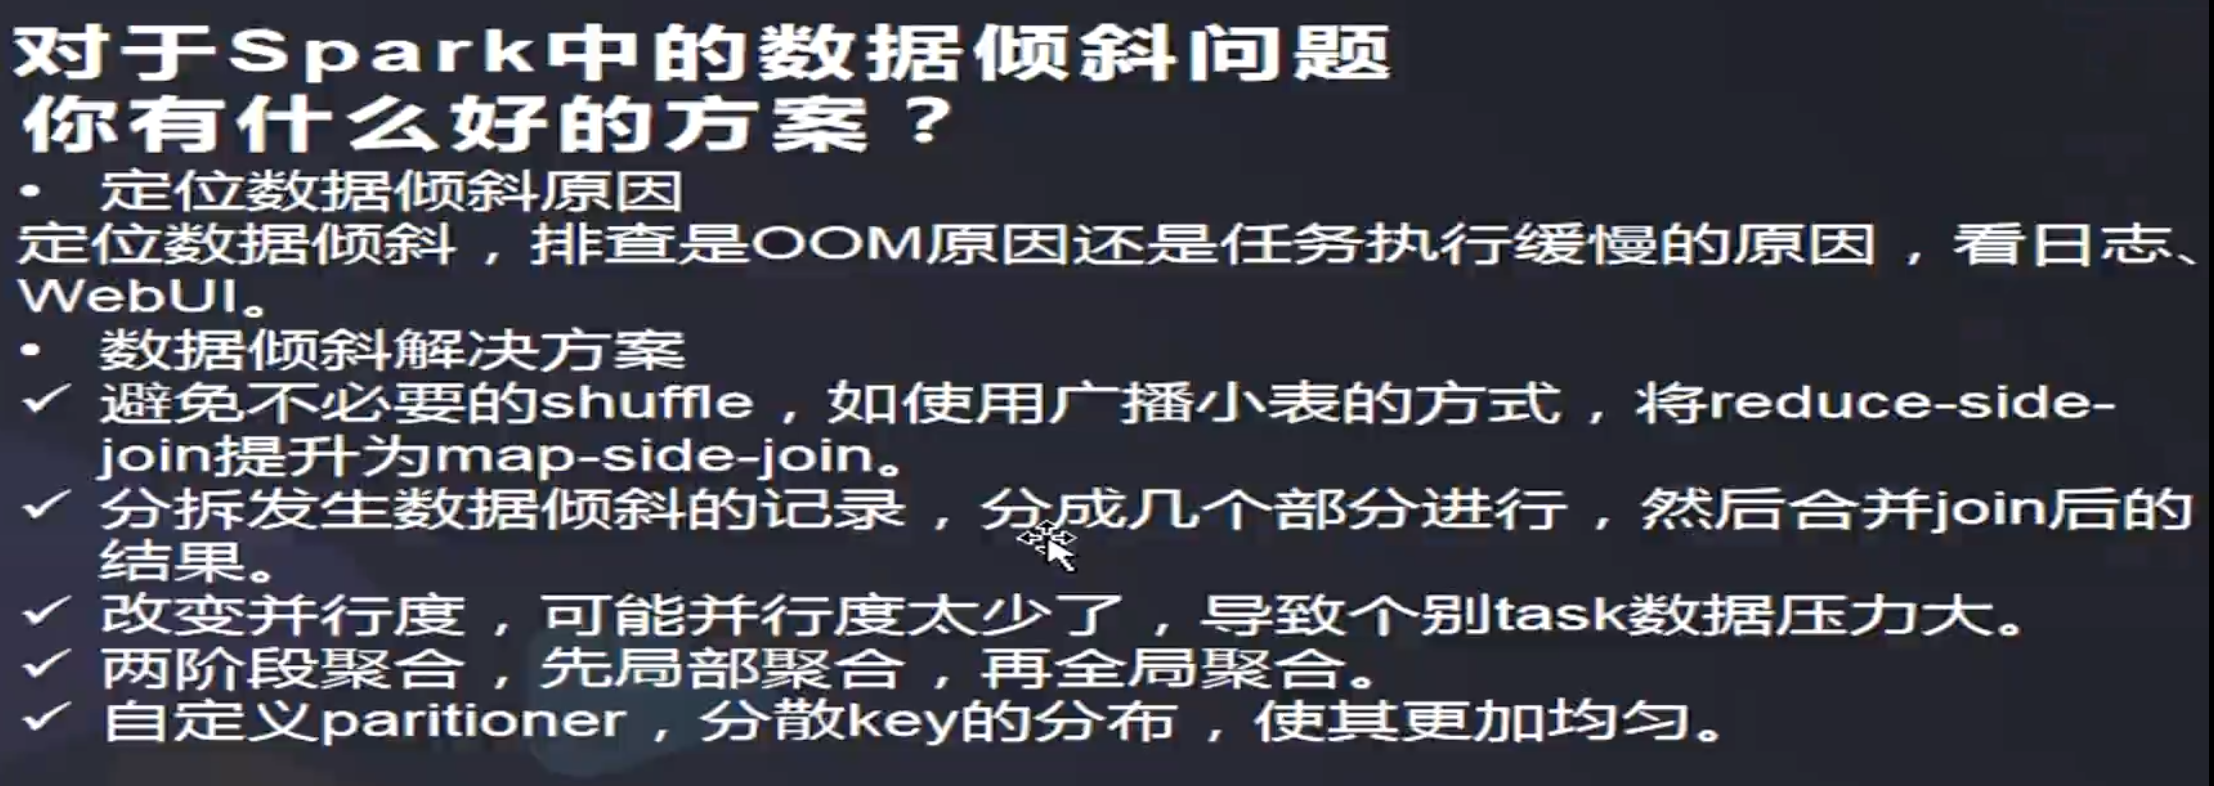 对于Spark中的数据倾斜问题
你有什么好的方案？
• 定位数据倾斜原因
定位数据倾斜，排查是OOM原因还是任务执行缓慢的原因，看日志、
WebUI。
• 数据倾斜解决方案
✓ 避免不必要的shuffle，如使用广播小表的方式，将reduce-side-
join提升为map-side-join。
✓ 分拆发生数据倾斜的记录，分成几个部分进行，然后合并join后的
结果。
✓ 改变并行度，可能并行度太少了，导致个别task数据压力大。
✓ 两阶段聚合，先局部聚合，再全局聚合。
✓ 自定义paritioner，分散key的分布，使其更加均匀。